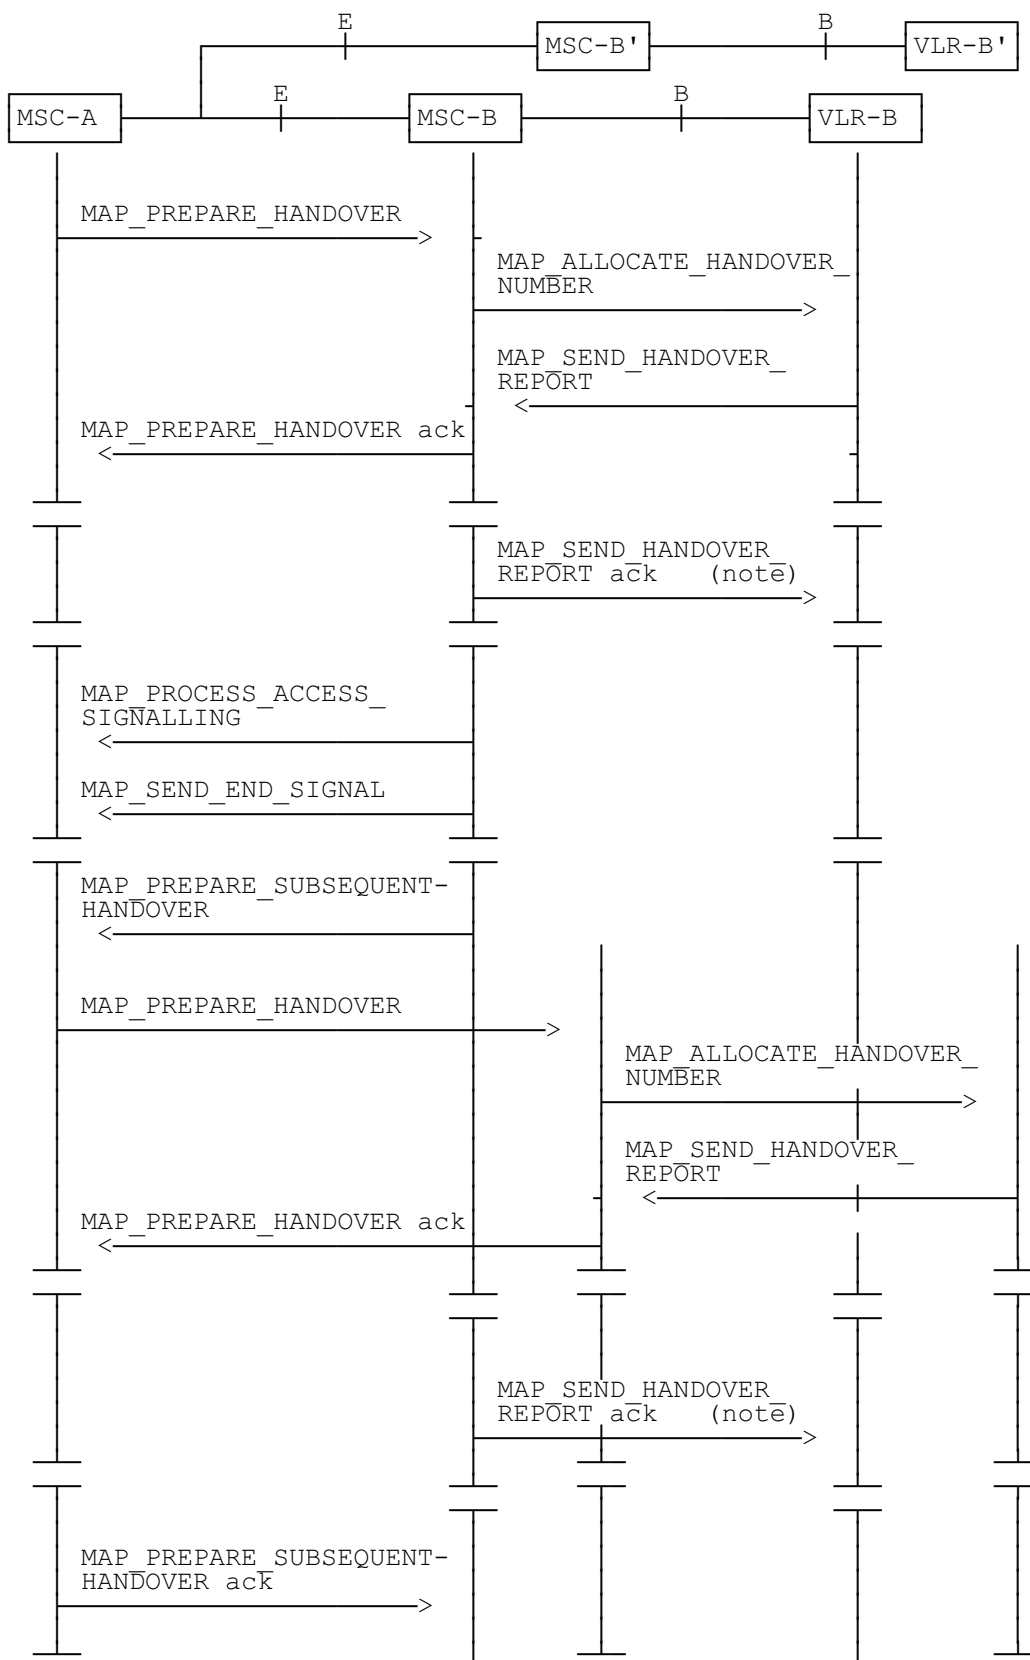 E
B
MSC-B'
VLR-B'
E
B
MSC-A
MSC-B
VLR-B
MAP_PREPARE_HANDOVER
MAP_ALLOCATE_HANDOVER_
NUMBER
MAP_SEND_HANDOVER_
REPORT
MAP_PREPARE_HANDOVER ack
MAP_SEND_HANDOVER_
REPORT ack (note)
MAP_PROCESS_ACCESS_
SIGNALLING
MAP_SEND_END_SIGNAL
MAP_PREPARE_SUBSEQUENT-
HANDOVER
MAP_PREPARE_HANDOVER
MAP_ALLOCATE_HANDOVER_
NUMBER
MAP_SEND_HANDOVER_
REPORT
MAP_PREPARE_HANDOVER ack
MAP_SEND_HANDOVER_
REPORT ack (note)
MAP_PREPARE_SUBSEQUENT-
HANDOVER ack